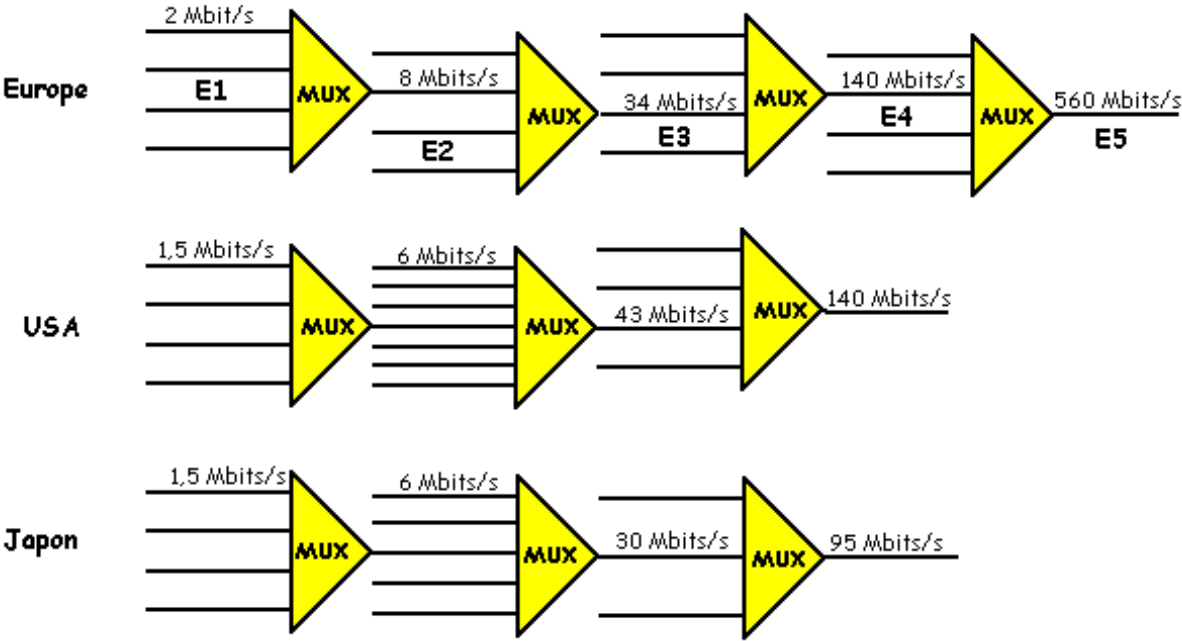 2 Mbit/s
Europe
E1
MUX
8 Mbits/s
E2
MUX
34 Mbits/s
E3
MUX
140 Mbits/s
E4
MUX
560 Mbits/s
E5
USA
1,5 Mbits/s
MUX
6 Mbits/s
MUX
43 Mbits/s
MUX
140 Mbits/s
Japon
1,5 Mbits/s
MUX
6 Mbits/s
MUX
30 Mbits/s
MUX
95 Mbits/s